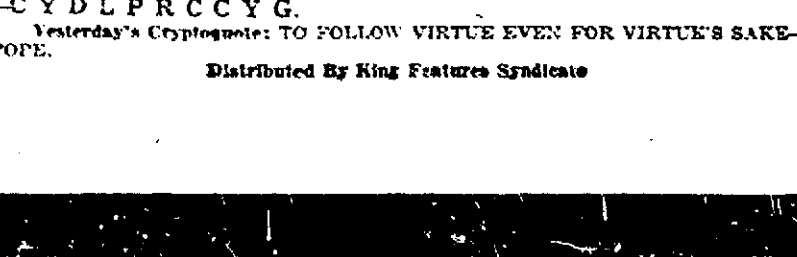 —C Y D L P R C C Y G.
Yesterday's Cryptoquote: TO FOLLOW VIRTUE EVEN FOR VIRTUE'S SAKE—
POPE.
Distributed By King Features Syndicate